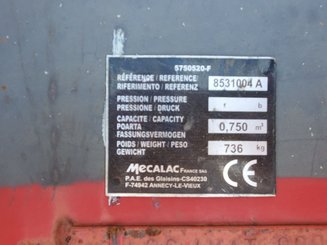 5750520-F
RÉFÉRENCE / REFERENCE/
RIFERIMENTO / REFERENZ 8531004 A
PRESSION / PRESSURE
PRESSIONE / DRUCK f b
CAPACITE / CAPACITY
POARTA 0,750 m³
FASSUNGSVERMOGEN
POIDS / WEIGHT / PESO
GEWICHT 736 kg
MECALAC FRANCE SAS
P.A.E. des Glaisins-CS40230
F-74942 ANNECY-LE-VIEUX
CE